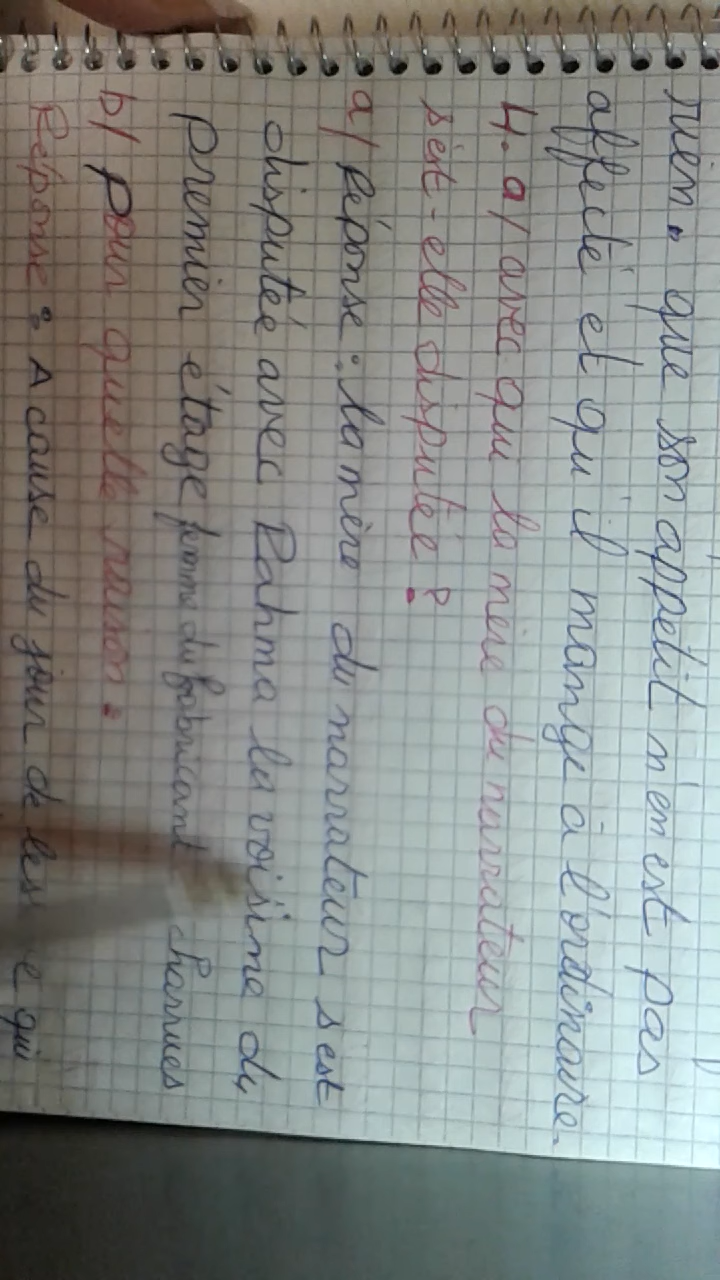 rien » que son appétit n'en est pas
affecté et qu'il mange à l'ordinaire.
4. a/ avec qui la mère du narrateur
s'est-elle disputée ?
a/ Réponse : la mère du narrateur s'est
disputée avec Rahma la voisine du
premier étage femme du fabricant charrues
b/ pour quelle raison :
Réponse : A cause du jour de qui